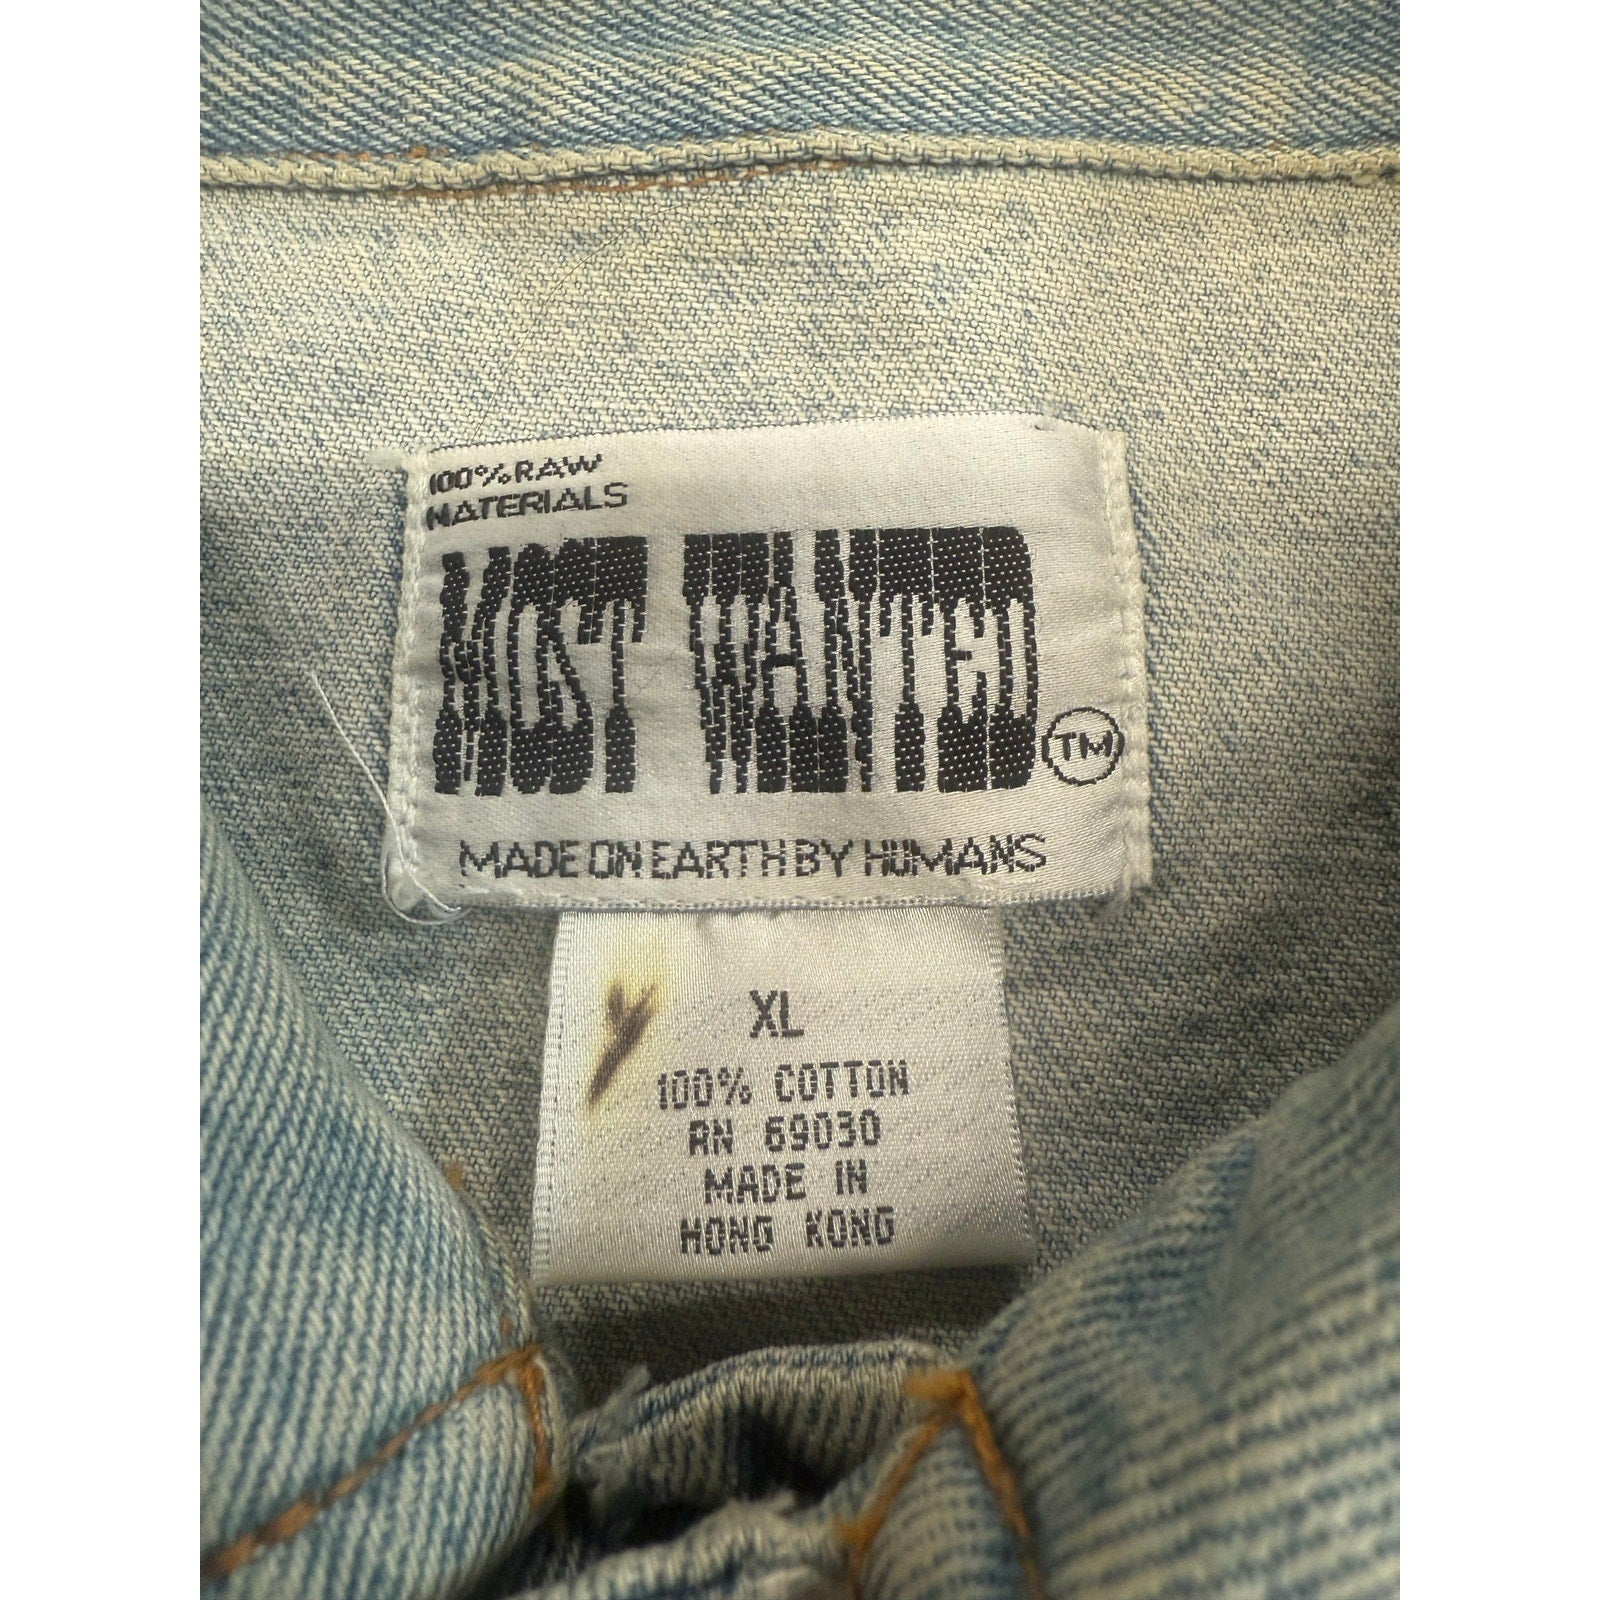 100% RAW
MATERIALS
MOST WANTED
TM
MADE ON EARTH BY HUMANS
XL
100% COTTON
RN 69030
MADE IN
HONG KONG